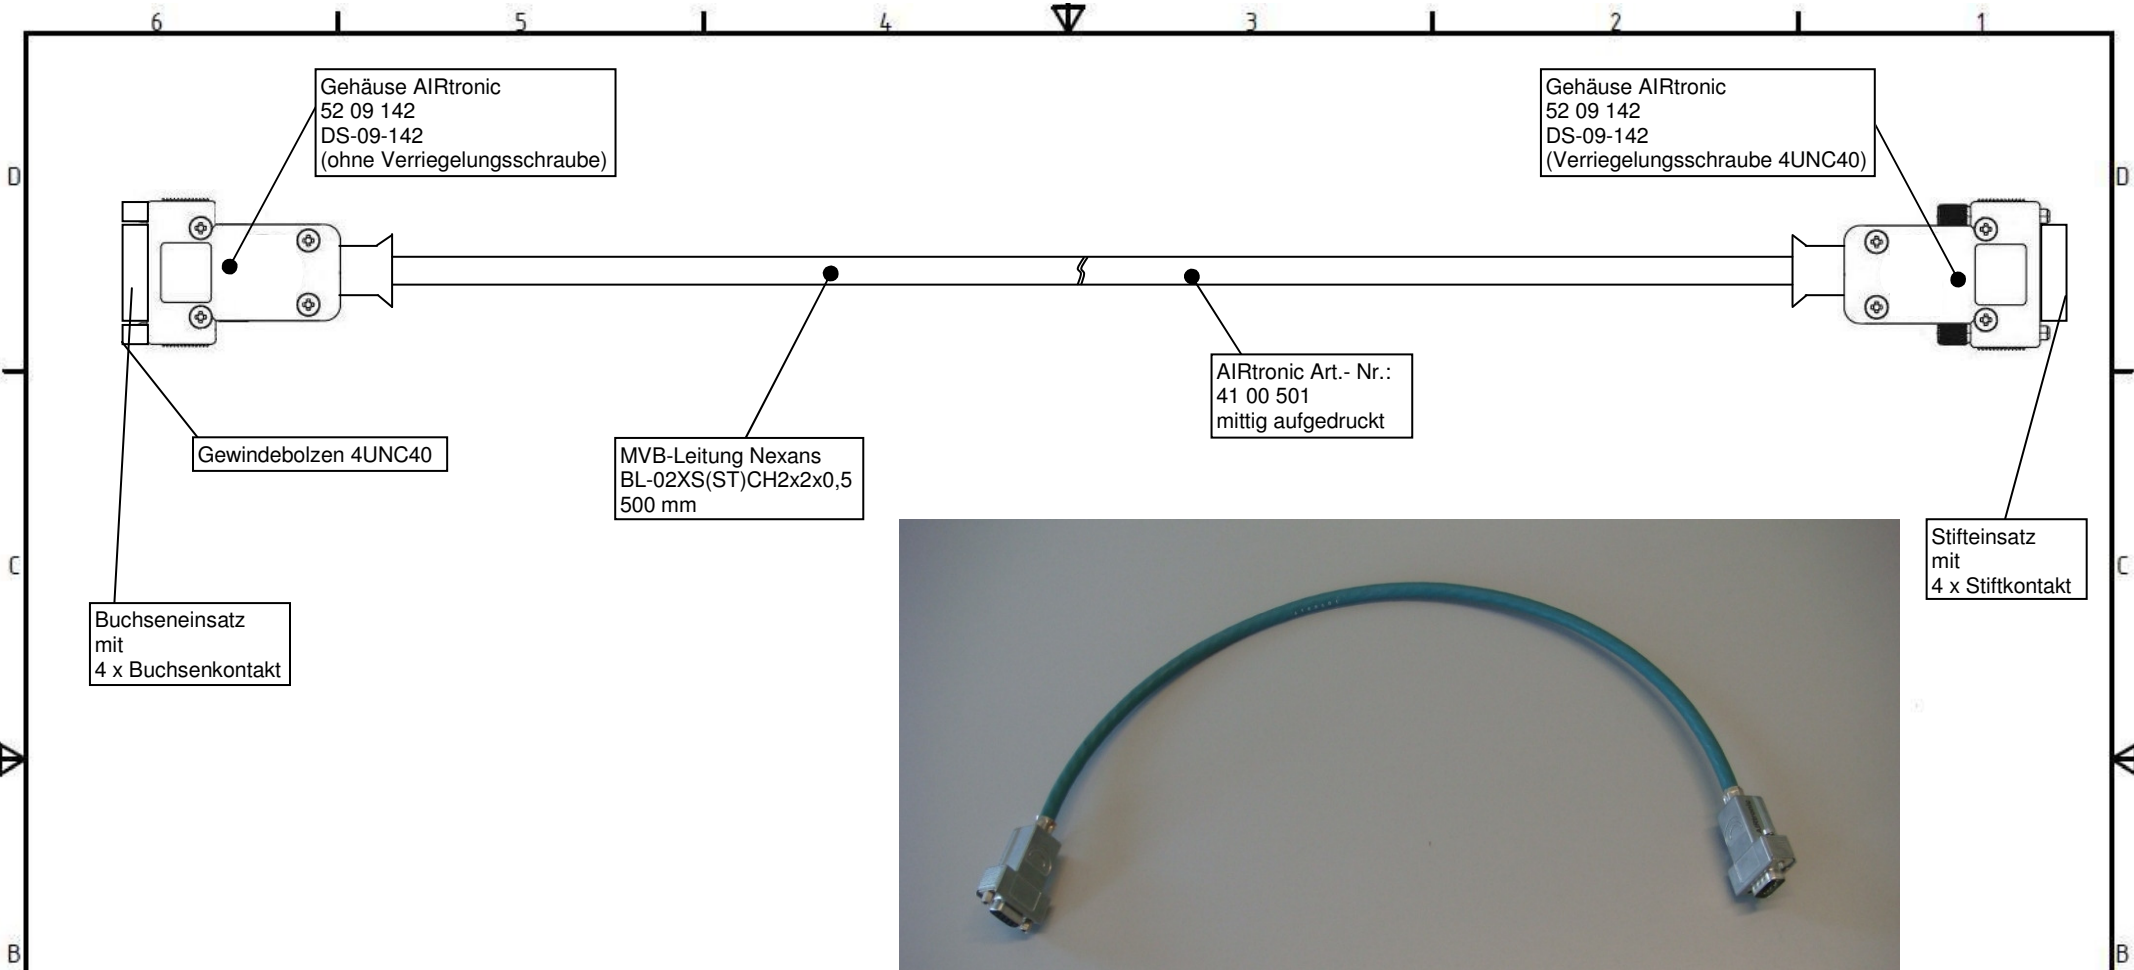 6 5 4 3 2 1
Gehäuse AIRtronic
52 09 142
DS-09-142
(ohne Verriegelungsschraube)
Gehäuse AIRtronic
52 09 142
DS-09-142
(Verriegelungsschraube 4UNC40)
D D
AIRtronic Art.- Nr.:
41 00 501
mittig aufgedruckt
Gewindebolzen 4UNC40
MVB-Leitung Nexans
BL-02XS(ST)CH2x2x0,5
500 mm
Stifteinsatz
mit
4 x Stiftkontakt
C C
Buchseneinsatz
mit
4 x Buchsenkontakt
B B